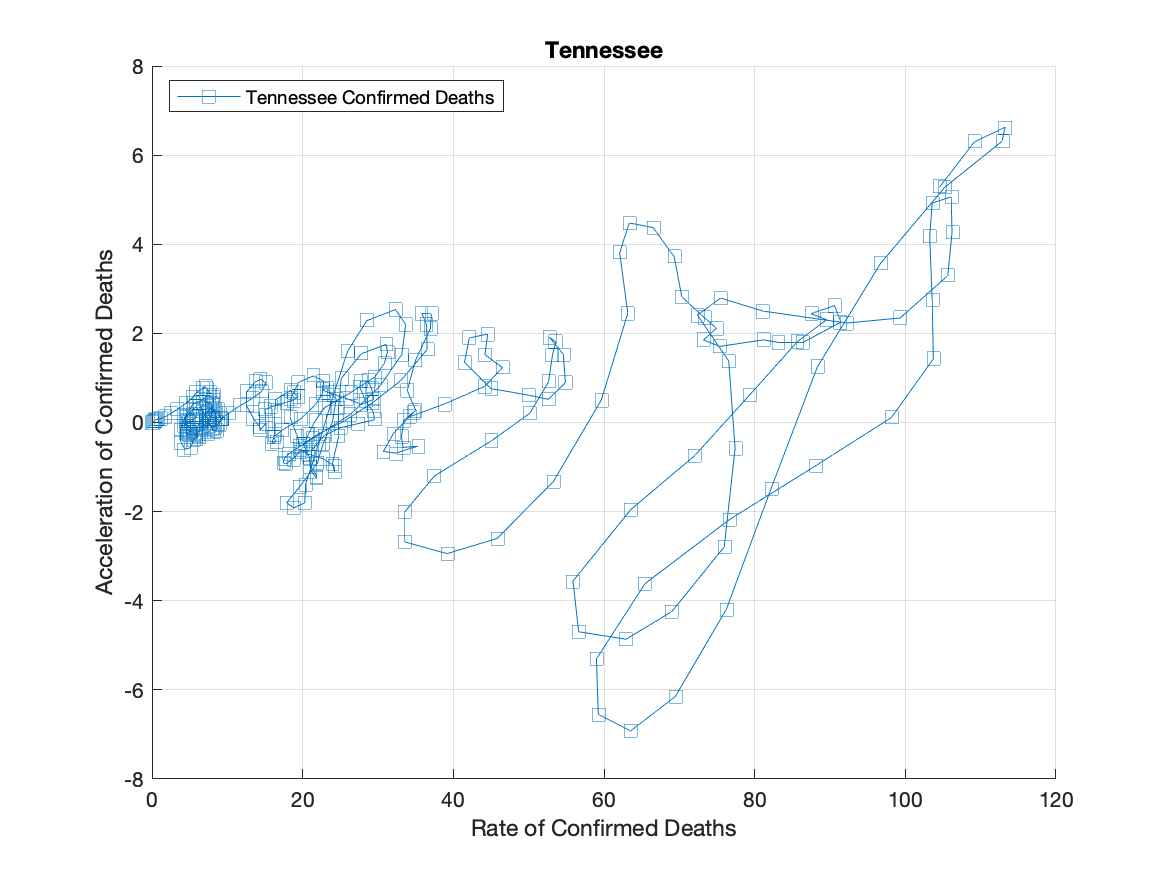 Tennessee
8
Tennessee Confirmed Deaths
6
4
2
0
-2
-4
-6
-8
Acceleration of Confirmed Deaths
0 20 40 60 80 100 120
Rate of Confirmed Deaths